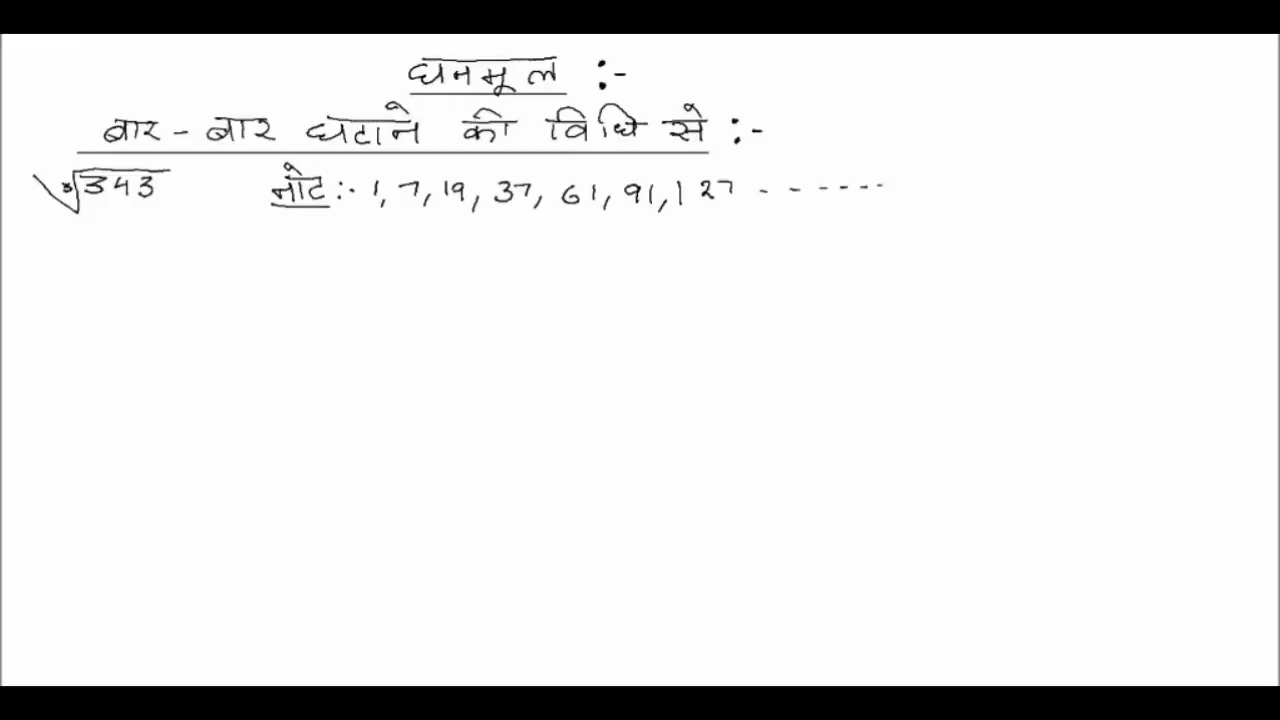 घनमूल :-
बार - बार घटाने की विधि से :-
∛343 नोट :- 1, 7, 19, 37, 61, 91, 127 - - - - - - -